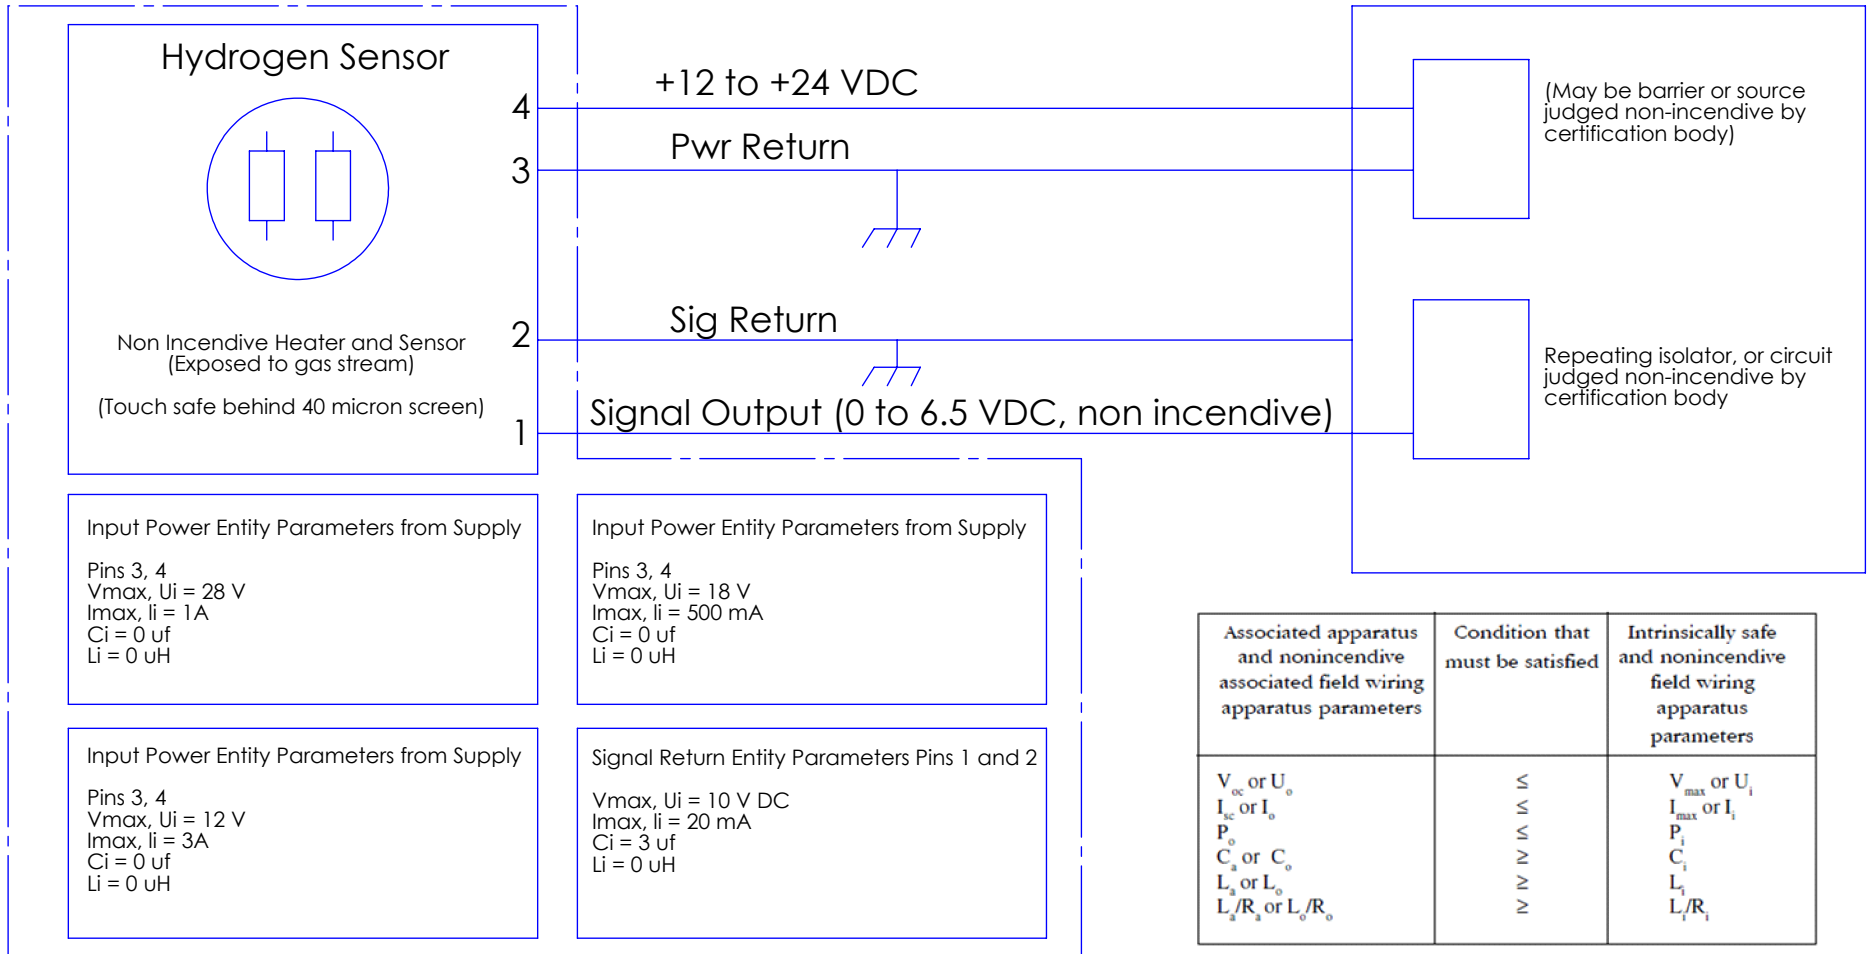 Hydrogen Sensor
4
3
2
1
Non Incendive Heater and Sensor
(Exposed to gas stream)
(Touch safe behind 40 micron screen)
+12 to +24 VDC
Pwr Return
Sig Return
Signal Output (0 to 6.5 VDC, non incendive)
(May be barrier or source
judged non-incendive by
certification body)
Repeating isolator, or circuit
judged non-incendive by
certification body
Input Power Entity Parameters from Supply
Pins 3, 4
Vmax, Ui = 28 V
Imax, Ii = 1A
Ci = 0 uf
Li = 0 uH
Input Power Entity Parameters from Supply
Pins 3, 4
Vmax, Ui = 18 V
Imax, Ii = 500 mA
Ci = 0 uf
Li = 0 uH
Input Power Entity Parameters from Supply
Pins 3, 4
Vmax, Ui = 12 V
Imax, Ii = 3A
Ci = 0 uf
Li = 0 uH
Signal Return Entity Parameters Pins 1 and 2
Vmax, Ui = 10 V DC
Imax, Ii = 20 mA
Ci = 3 uf
Li = 0 uH
Associated apparatus
and nonincendive
associated field wiring
apparatus parameters
Condition that
must be satisfied
Intrinsically safe
and nonincendive
field wiring
apparatus
parameters
Voc or Uo ≤ Vmax or Ui
Isc or Io ≤ Imax or Ii
Po ≤ Pi
Ca or Co ≥ Ci
La or Lo ≥ Li
La/Ra or Lo/Ro ≥ Li/Ri